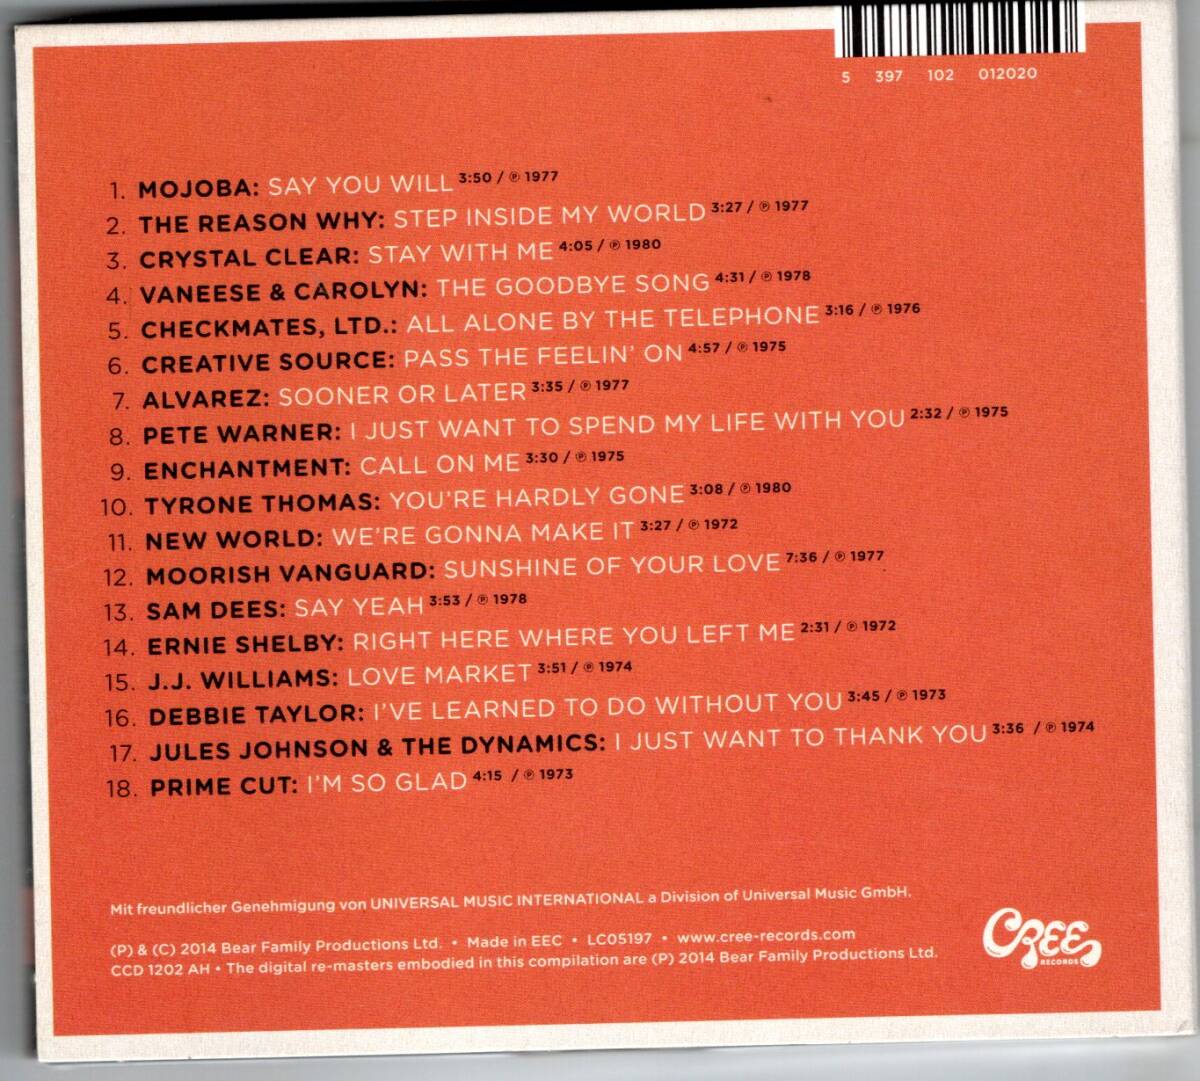 5 397 102 012020
1. MOJOBA: SAY YOU WILL 3:50 / ℗ 1977
2. THE REASON WHY: STEP INSIDE MY WORLD 3:27 / ℗ 1977
3. CRYSTAL CLEAR: STAY WITH ME 4:05 / ℗ 1980
4. VANEESE & CAROLYN: THE GOODBYE SONG 4:31 / ℗ 1978
5. CHECKMATES, LTD.: ALL ALONE BY THE TELEPHONE 3:16 / ℗ 1976
6. CREATIVE SOURCE: PASS THE FEELIN' ON 4:57 / ℗ 1975
7. ALVAREZ: SOONER OR LATER 3:35 / ℗ 1977
8. PETE WARNER: I JUST WANT TO SPEND MY LIFE WITH YOU 2:32 / ℗ 1975
9. ENCHANTMENT: CALL ON ME 3:30 / ℗ 1975
10. TYRONE THOMAS: YOU'RE HARDLY GONE 3:08 / ℗ 1980
11. NEW WORLD: WE'RE GONNA MAKE IT 3:27 / ℗ 1972
12. MOORISH VANGUARD: SUNSHINE OF YOUR LOVE 7:36 / ℗ 1977
13. SAM DEES: SAY YEAH 3:53 / ℗ 1978
14. ERNIE SHELBY: RIGHT HERE WHERE YOU LEFT ME 2:31 / ℗ 1972
15. J.J. WILLIAMS: LOVE MARKET 3:51 / ℗ 1974
16. DEBBIE TAYLOR: I'VE LEARNED TO DO WITHOUT YOU 3:45 / ℗ 1973
17. JULES JOHNSON & THE DYNAMICS: I JUST WANT TO THANK YOU 3:36 / ℗ 1974
18. PRIME CUT: I'M SO GLAD 4:15 / ℗ 1973
Mit freundlicher Genehmigung von UNIVERSAL MUSIC INTERNATIONAL a Division of Universal Music GmbH.
(P) & (C) 2014 Bear Family Productions Ltd. • Made in EEC • LC05197 • www.cree-records.com
CCD 1202 AH • The digital re-masters embodied in this compilation are (P) 2014 Bear Family Productions Ltd.
CREE
RECORDS